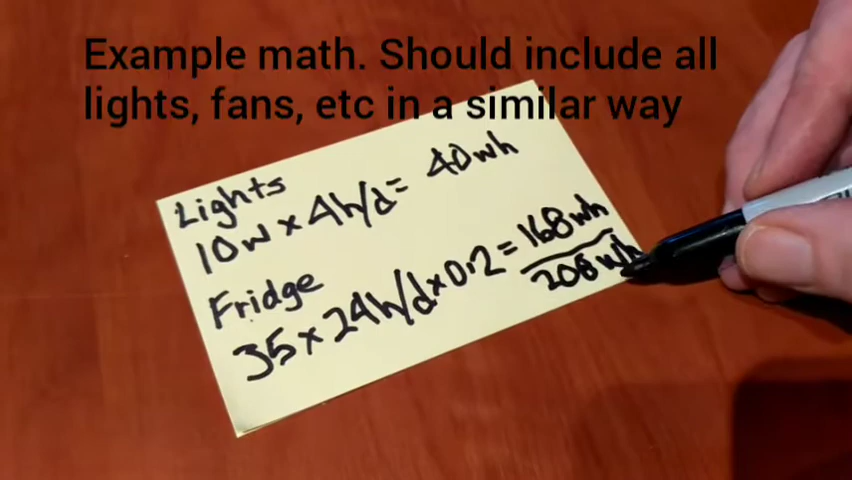 Example math. Should include all
lights, fans, etc in a similar way
Lights
10w x 4h/d = 40wh
Fridge
35 x 24h/d x 0.2 = 168wh
208wh